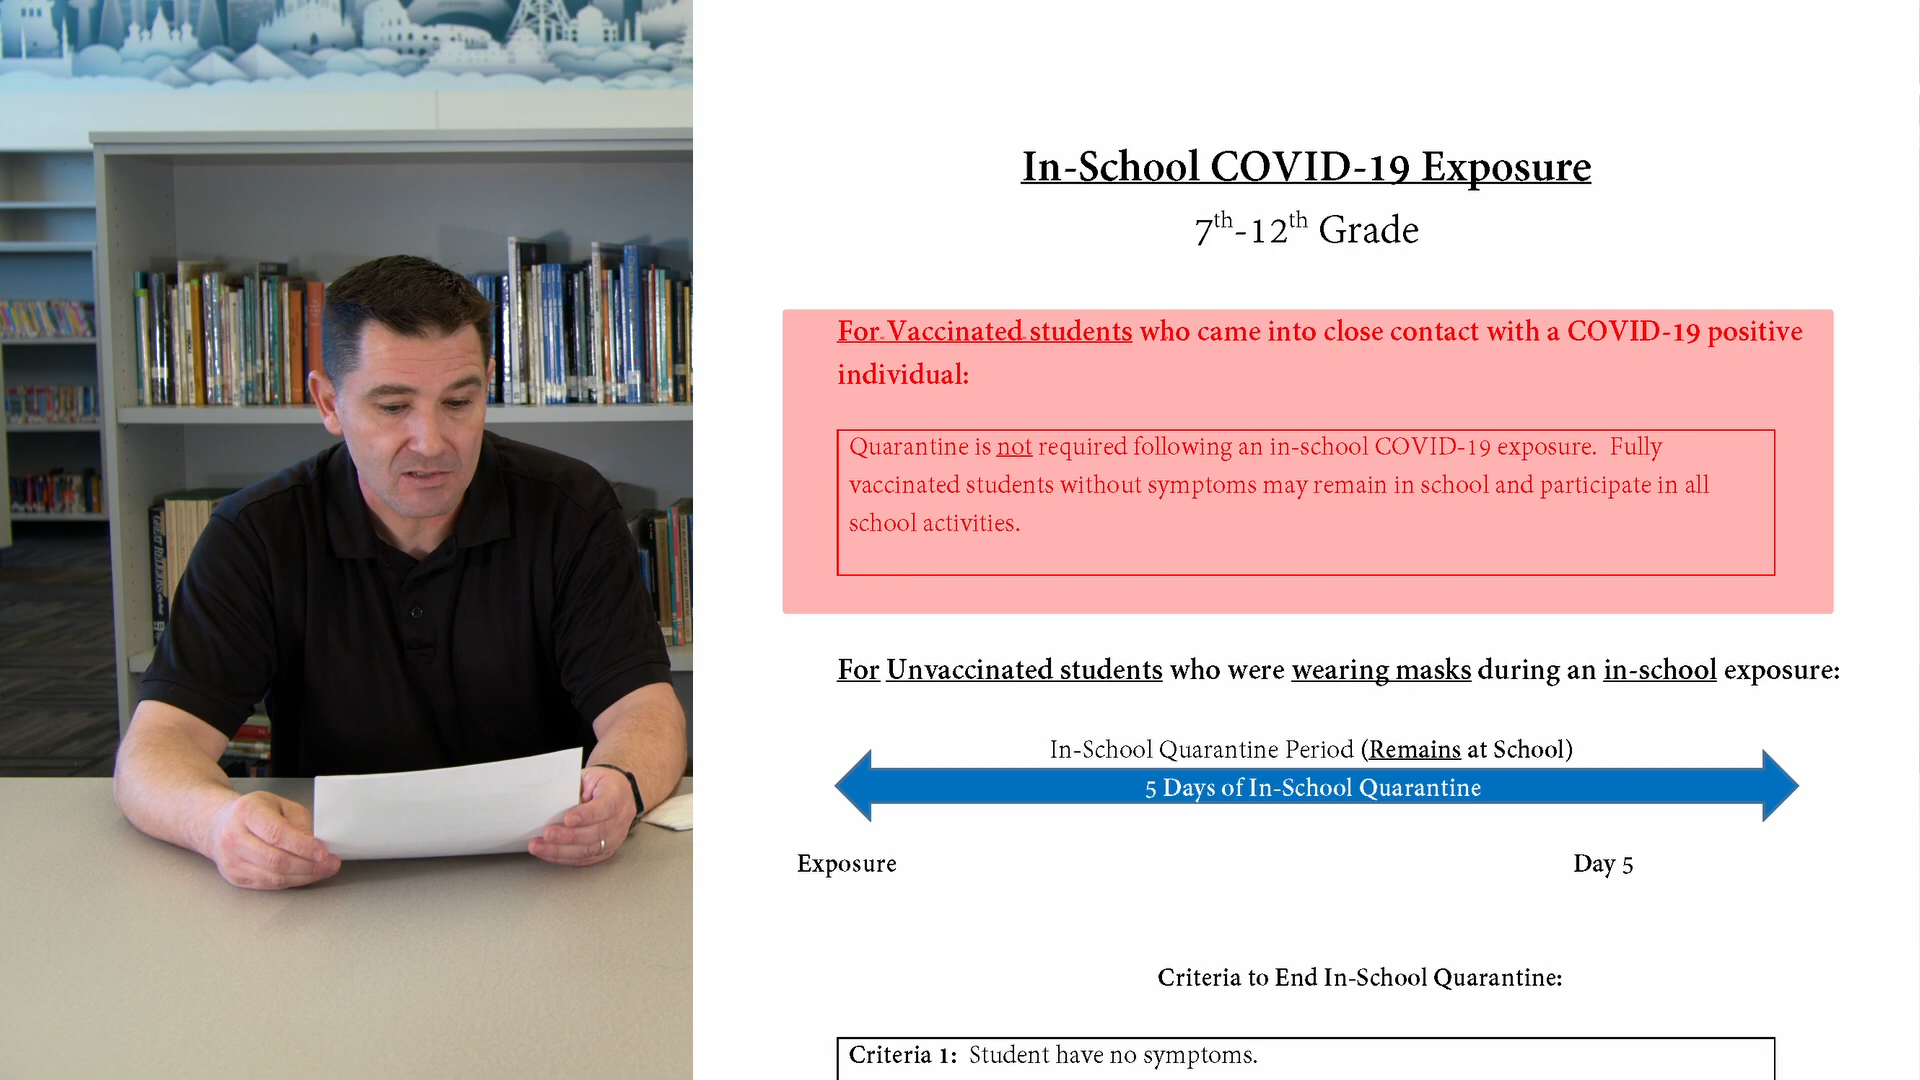 In-School COVID-19 Exposure
7th-12th Grade
For Vaccinated students who came into close contact with a COVID-19 positive
individual:
Quarantine is not required following an in-school COVID-19 exposure. Fully
vaccinated students without symptoms may remain in school and participate in all
school activities.
For Unvaccinated students who were wearing masks during an in-school exposure:
In-School Quarantine Period (Remains at School)
5 Days of In-School Quarantine
Exposure
Day 5
Criteria to End In-School Quarantine:
Criteria 1: Student have no symptoms.